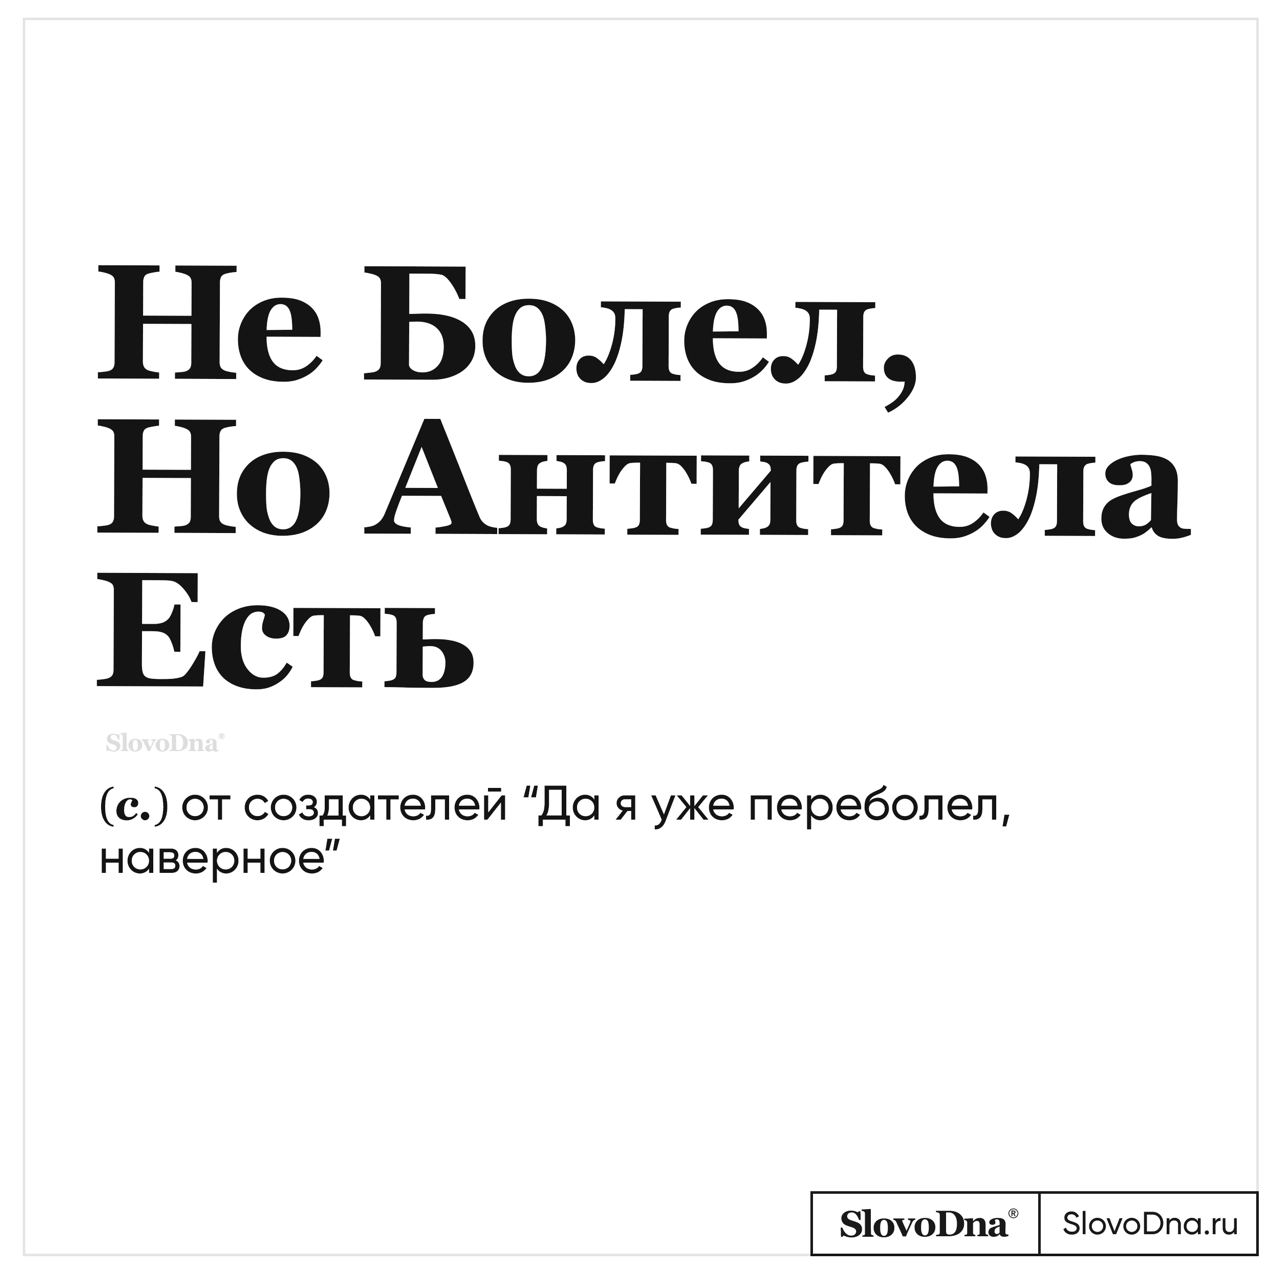 Не Болел,
Но Антитела
Есть
SlovoDna®
(с.) от создателей “Да я уже переболел,
наверное”
SlovoDna® SlovoDna.ru